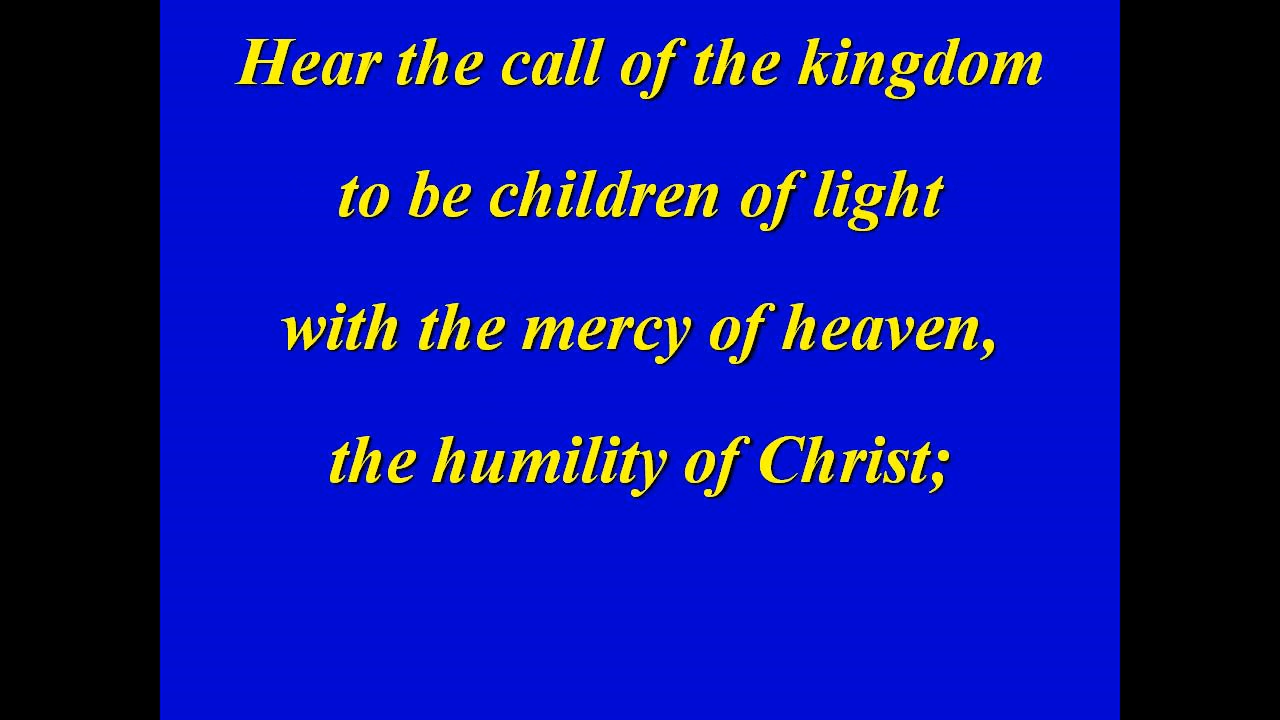 Hear the call of the kingdom
to be children of light
with the mercy of heaven,
the humility of Christ;